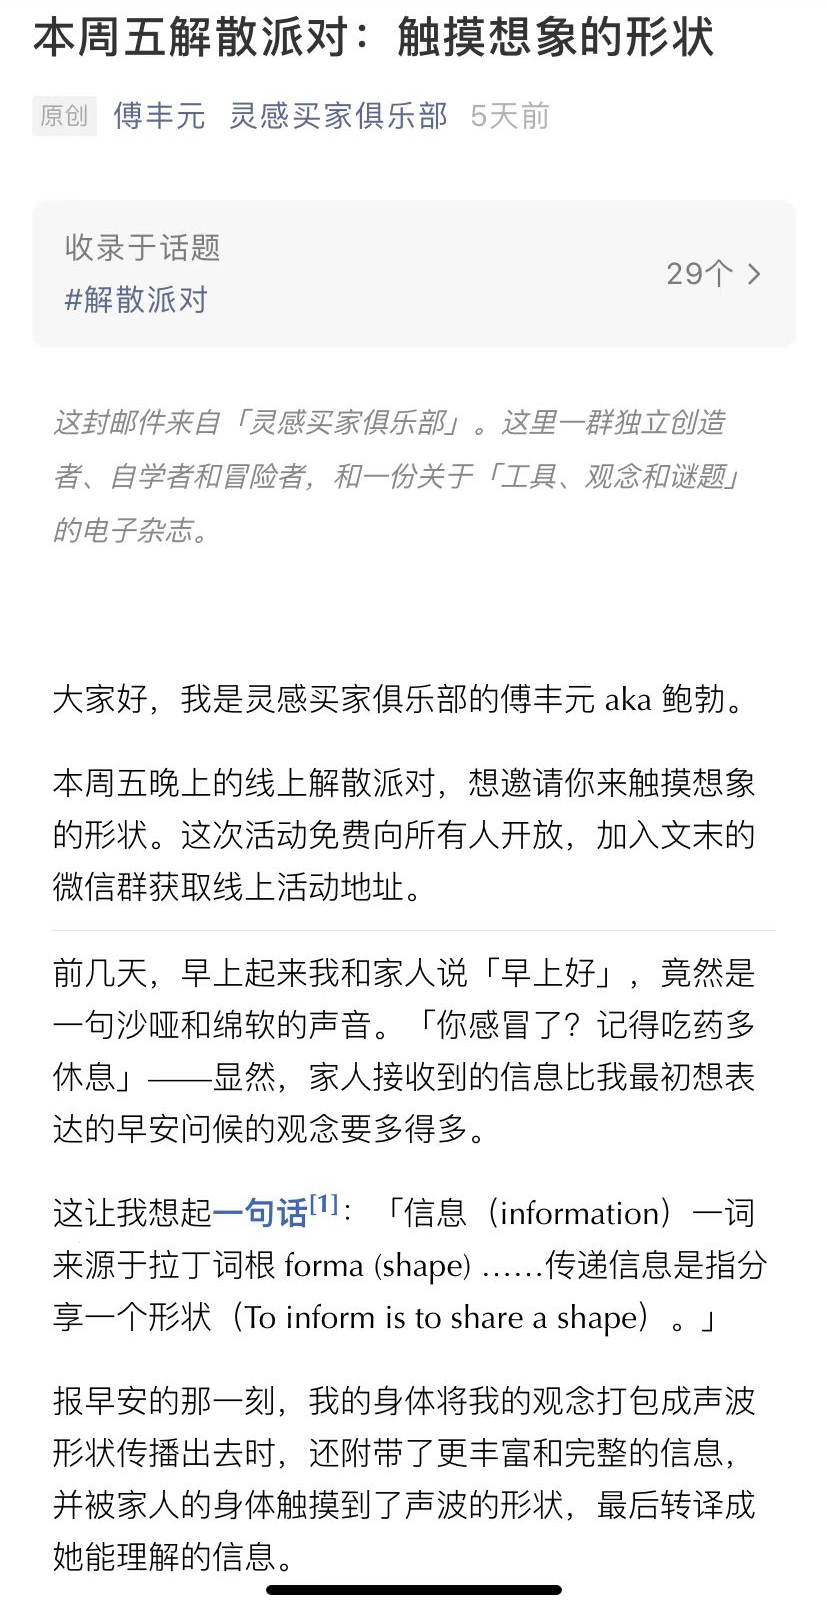 本周五解散派对：触摸想象的形状
原创 傅丰元 灵感买家俱乐部 5天前
收录于话题
#解散派对
29个
这封邮件来自「灵感买家俱乐部」。这里一群独立创造
者、自学者和冒险者，和一份关于「工具、观念和谜题」
的电子杂志。
大家好，我是灵感买家俱乐部的傅丰元 aka 鲍勃。
本周五晚上的线上解散派对，想邀请你来触摸想象
的形状。这次活动免费向所有人开放，加入文末的
微信群获取线上活动地址。
前几天，早上起来我和家人说「早上好」，竟然是
一句沙哑和绵软的声音。「你感冒了？记得吃药多
休息」——显然，家人接收到的信息比我最初想表
达的早安问候的观念要多得多。
这让我想起一句话[1]：「信息（information）一词
来源于拉丁词根 forma (shape) ……传递信息是指分
享一个形状（To inform is to share a shape）。」
报早安的那一刻，我的身体将我的观念打包成声波
形状传播出去时，还附带了更丰富和完整的信息，
并被家人的身体触摸到了声波的形状，最后转译成
她能理解的信息。